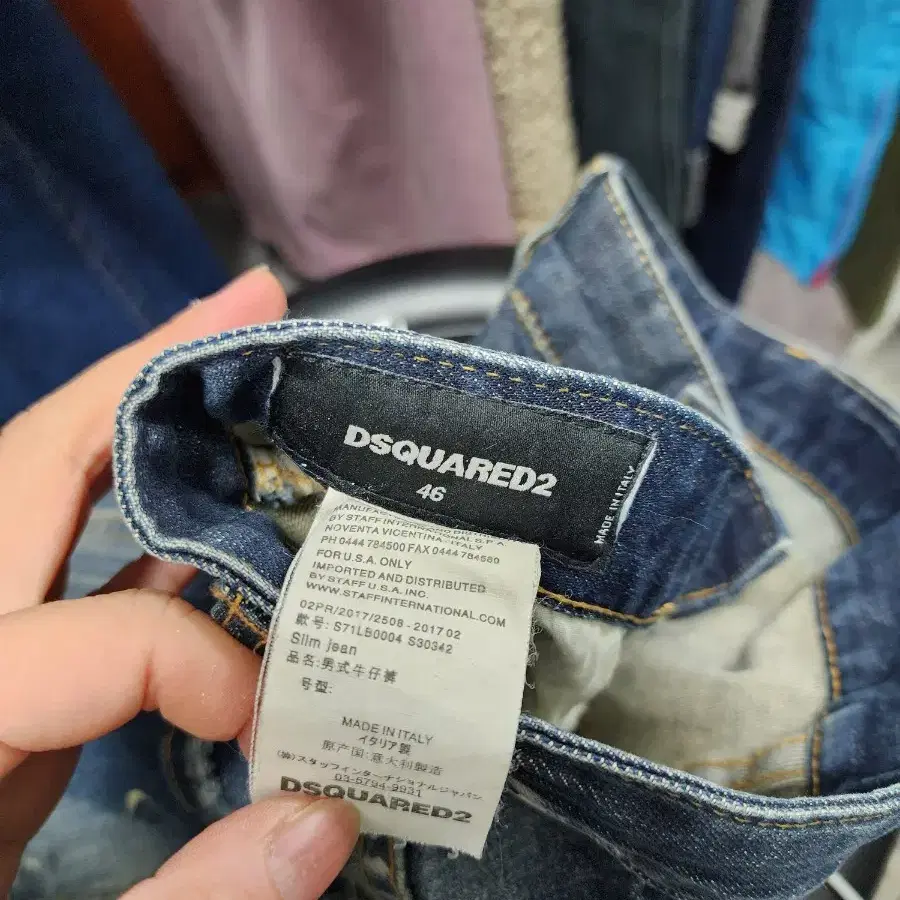 DSQUARED2
46
MADE IN ITALY
MANUFACTURED
BY STAFF INTERNATIONAL S.P.A
NOVENTA VICENTINA - ITALY
PH 0444 784500 FAX 0444 784680
FOR U.S.A. ONLY
IMPORTED AND DISTRIBUTED
BY STAFF U.S.A. INC.
WWW.STAFFINTERNATIONAL.COM
02PR/2017/2508 - 2017 02
款号: S71LB0004 S30342
Slim jean
品名: 男式牛仔裤
号型:
MADE IN ITALY
イタリア製
原产国: 意大利製造
(株) スタッフインターナショナルジャパン
03-5794-9931
DSQUARED2